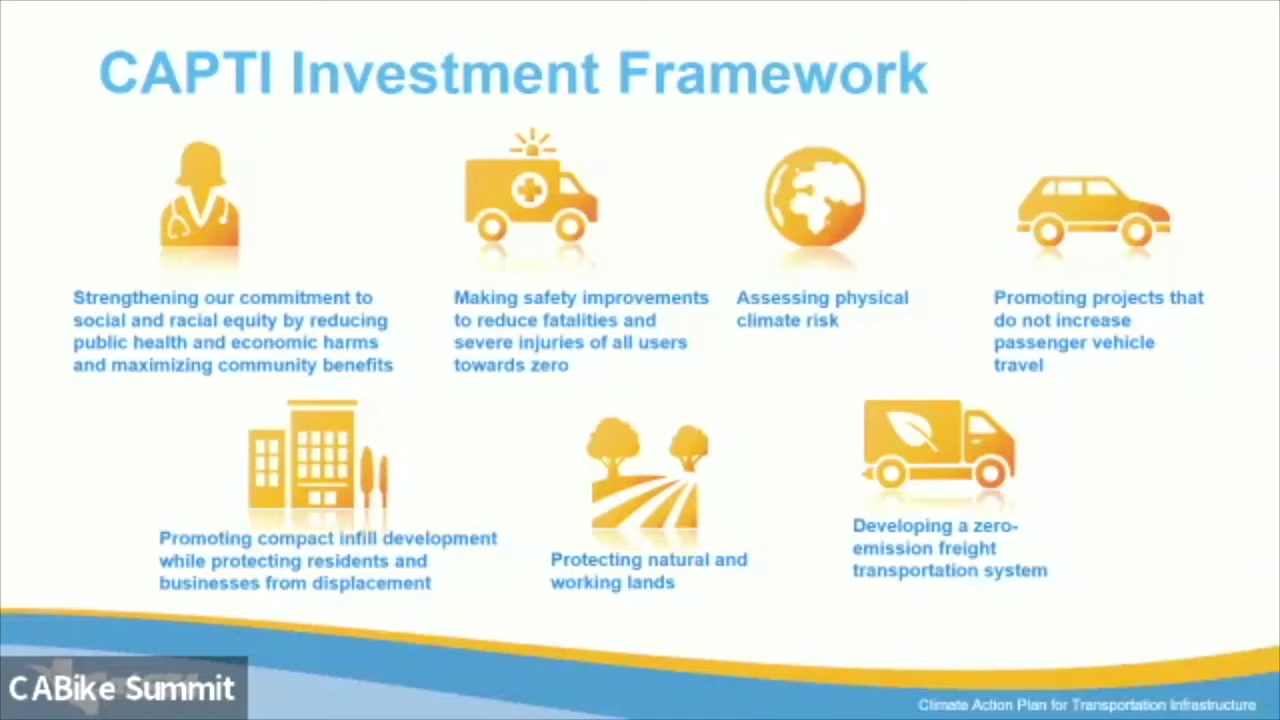 CAPTI Investment Framework
Strengthening our commitment to
social and racial equity by reducing
public health and economic harms
and maximizing community benefits
Making safety improvements
to reduce fatalities and
severe injuries of all users
towards zero
Assessing physical
climate risk
Promoting projects that
do not increase
passenger vehicle
travel
Promoting compact infill development
while protecting residents and
businesses from displacement
Protecting natural and
working lands
Developing a zero-
emission freight
transportation system
CABike Summit
Climate Action Plan for Transportation Infrastructure